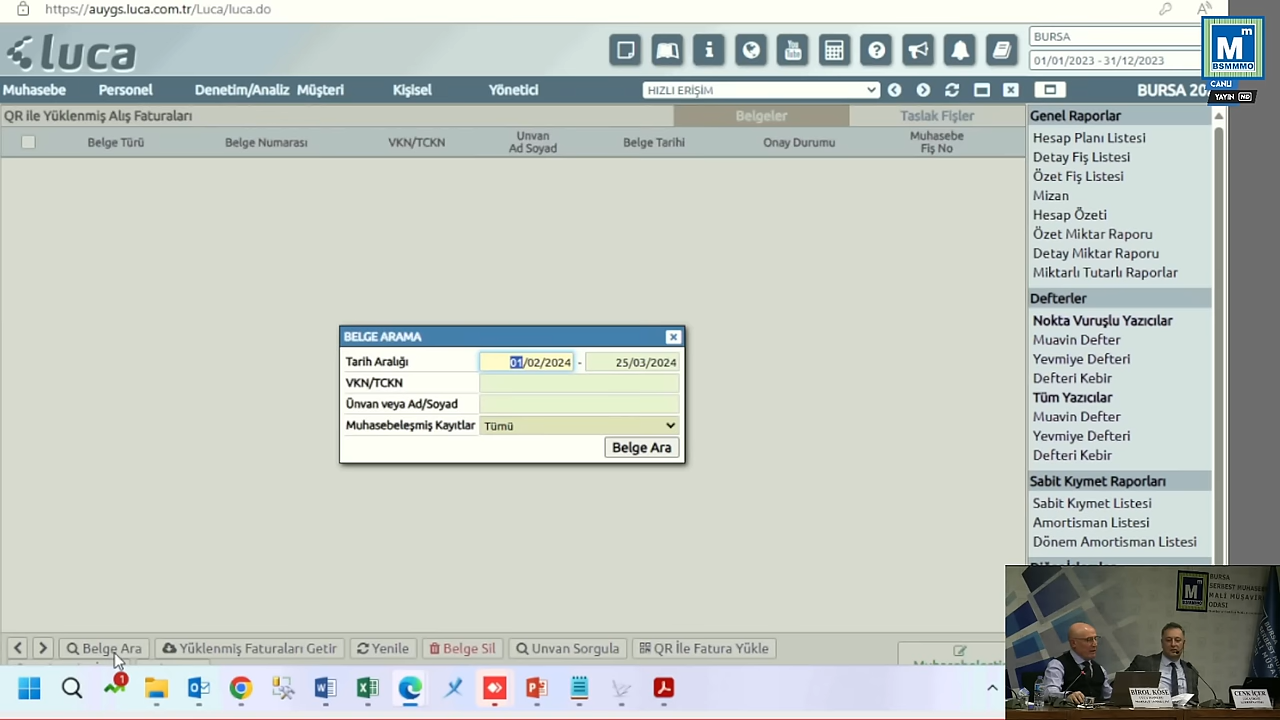 https://auygs.luca.com.tr/Luca/luca.do
luca
BURSA
01/01/2023 - 31/12/2023
M m
BSMMMO
CANLI
YAYIN HD
Muhasebe Personel Denetim/Analiz Müşteri Kişisel Yönetici
HIZLI ERİŞİM
BURSA 20
QR ile Yüklenmiş Alış Faturaları
Belgeler
Taslak Fişler
Belge Türü
Belge Numarası
VKN/TCKN
Unvan
Ad Soyad
Belge Tarihi
Onay Durumu
Muhasebe
Fiş No
BELGE ARAMA
Tarih Aralığı 01/02/2024 - 25/03/2024
VKN/TCKN
Ünvan veya Ad/Soyad
Muhasebeleşmiş Kayıtlar Tümü
Belge Ara
Genel Raporlar
Hesap Planı Listesi
Detay Fiş Listesi
Özet Fiş Listesi
Mizan
Hesap Özeti
Özet Miktar Raporu
Detay Miktar Raporu
Miktarlı Tutarlı Raporlar
Defterler
Nokta Vuruşlu Yazıcılar
Muavin Defter
Yevmiye Defteri
Defteri Kebir
Tüm Yazıcılar
Muavin Defter
Yevmiye Defteri
Defteri Kebir
Sabit Kıymet Raporları
Sabit Kıymet Listesi
Amortisman Listesi
Dönem Amortisman Listesi
Belge Ara
Yüklenmiş Faturaları Getir
Yenile
Belge Sil
Unvan Sorgula
QR İle Fatura Yükle
1
BURSA
SERBEST MUHASEBECİ
MALİ MÜŞAVİRLER
ODASI
BİROL KÖSE
CENK İÇER